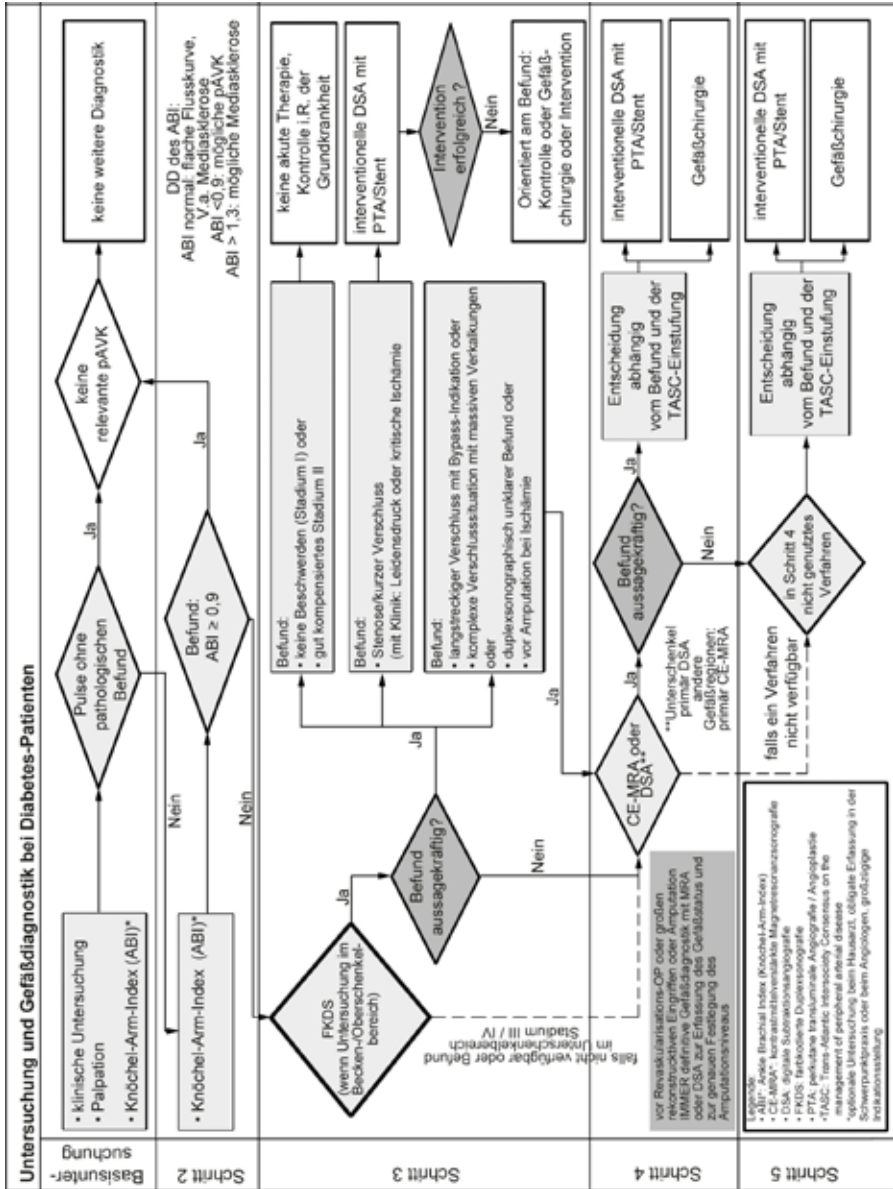 Untersuchung und Gefäßdiagnostik bei Diabetes-Patienten
Basisunter-
suchung
• klinische Untersuchung
• Palpation
• Knöchel-Arm-Index (ABI)*
Pulse ohne
pathologischen
Befund
Ja
Nein
keine
relevante pAVK
keine weitere Diagnostik
Schritt 2
• Knöchel-Arm-Index (ABI)*
Befund:
ABI ≥ 0,9
Ja
DD des ABI:
ABI normal: flache Flusskurve,
V.a. Mediasklerose
ABI <0,9: mögliche pAVK
ABI > 1,3: mögliche Mediasklerose
Schritt 3
FKDS
(wenn Untersuchung im
Becken-/Oberschenkel-
bereich)
Ja
falls nicht verfügbar oder Befund
im Unterschenkelbereich
Stadium III / IV
Befund
aussagekräftig?
Ja
Nein
Befund:
• keine Beschwerden (Stadium I) oder
• gut kompensiertes Stadium II
Befund:
• Stenose/kurzer Verschluss
(mit Klinik: Leidensdruck oder kritische Ischämie
Befund:
• langstreckiger Verschluss mit Bypass-Indikation oder
• komplexe Verschlusssituation mit massiven Verkalkungen
oder
• duplexsonographisch unklarer Befund oder
• vor Amputation bei Ischämie
Ja
keine akute Therapie,
Kontrolle i.R. der
Grundkrankheit
interventionelle DSA mit
PTA/Stent
Intervention
erfolgreich ?
Nein
Orientiert am Befund:
Kontrolle oder Gefäß-
chirurgie oder Intervention
Schritt 4
vor Revaskularisations-OP oder großen
rekonstruktiven Eingriffen oder Amputation
IMMER definitive Gefäßdiagnostik mit MRA
oder DSA zur Erfassung des Gefäßstatus und
zur genauen Festlegung des
Amputationsniveaus
CE-MRA oder
DSA**
Ja
**Unterschenkel
primär DSA
andere
Gefäßregionen:
primär CE-MRA
Befund
aussagekräftig?
Ja
Nein
Entscheidung
abhängig
vom Befund und der
TASC-Einstufung
interventionelle DSA mit
PTA/Stent
Gefäßchirurgie
Schritt 5
falls ein Verfahren
nicht verfügbar
in Schritt 4
nicht genutztes
Verfahren
Entscheidung
abhängig
vom Befund und der
TASC-Einstufung
interventionelle DSA mit
PTA/Stent
Gefäßchirurgie
Legende:
• ABI*: Ankle Brachial Index (Knöchel-Arm-Index)
• CE-MRA*: kontrastmittelverstärkte Magnetresonanzsonografie
• DSA: digitale Subtraktionsangiografie
• FKDS: farbkodierte Duplexsonografie
• PTA: perkutane transluminale Angiografie / Angioplastie
•TASC: Trans-Atlantic Intersociety Consensus on the
management of peripheral arterial disease
*optionale Untersuchung beim Hausarzt, obligate Erfassung in der
Schwerpunktpraxis oder beim Angiologen, großzügige
Indikationsstellung